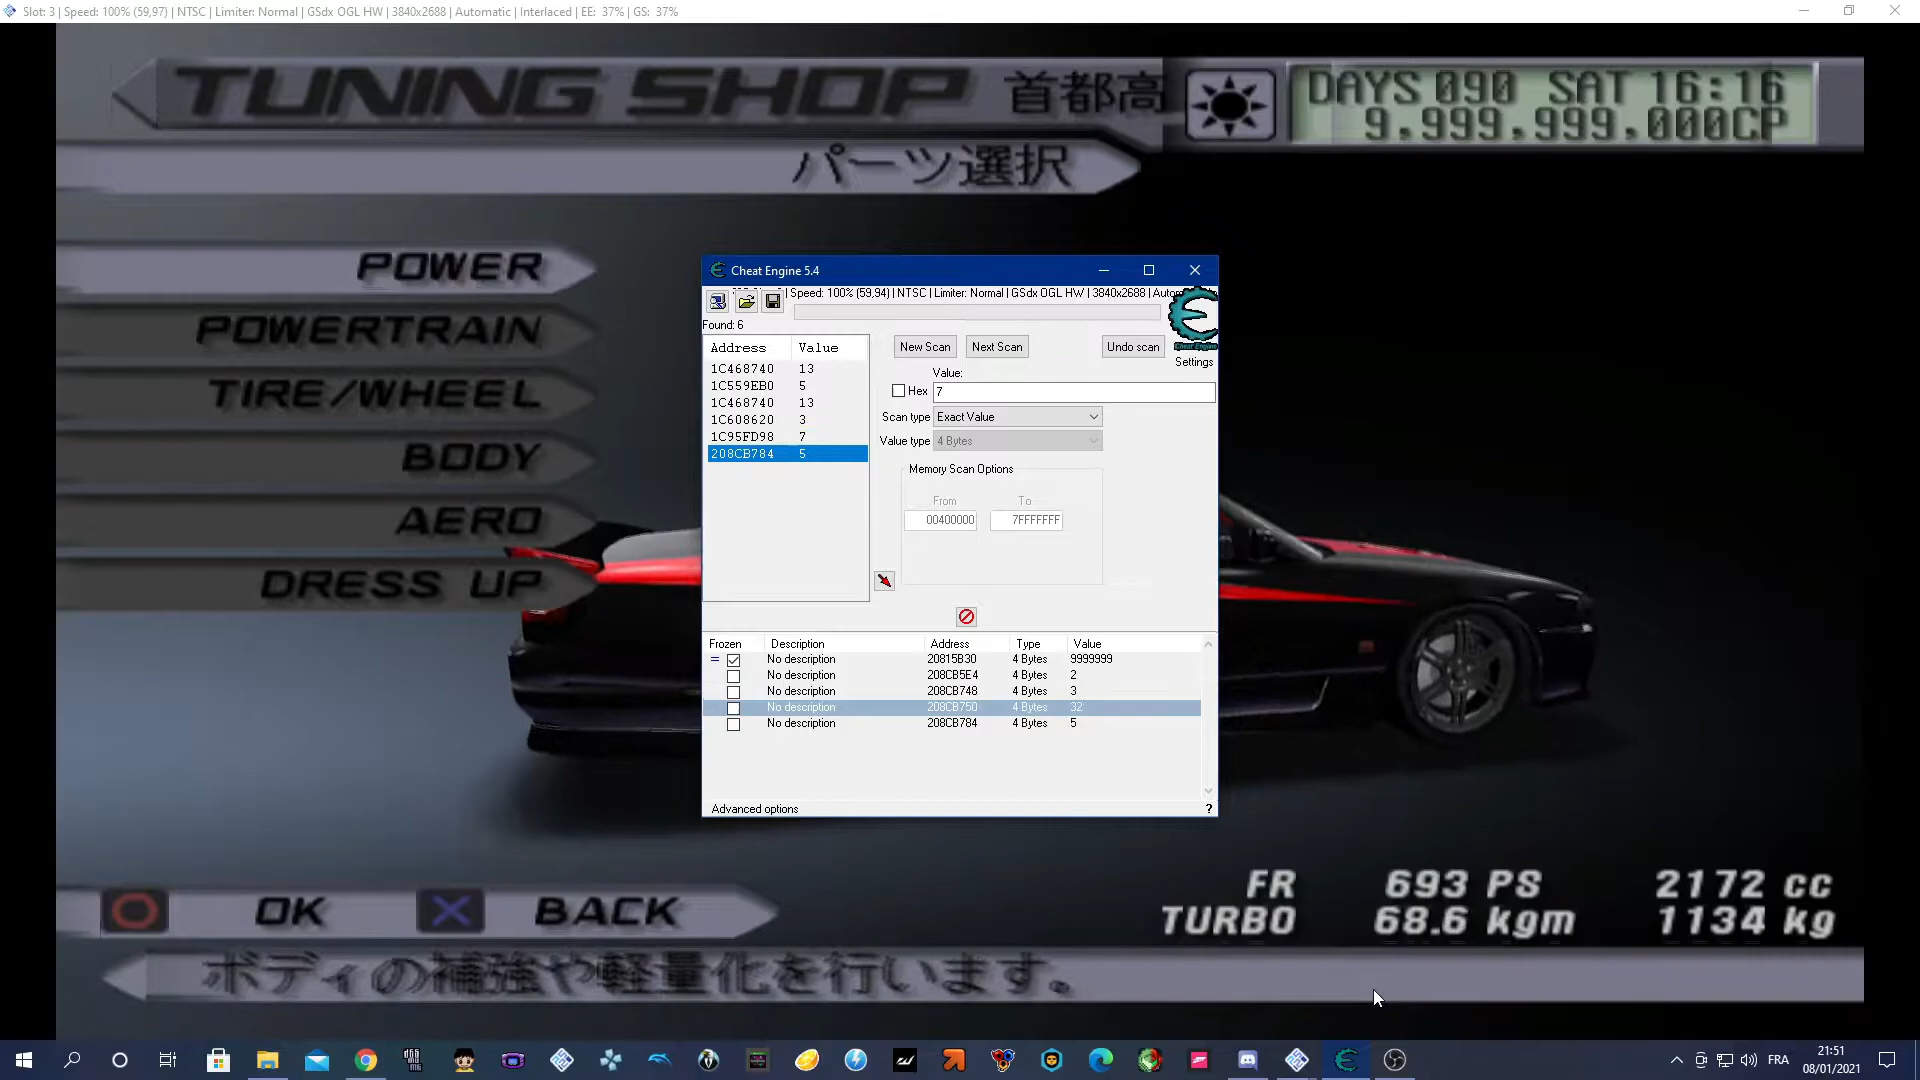 Slot: 3 | Speed: 100% (59,97) | NTSC | Limiter: Normal | GSdx OGL HW | 3840x2688 | Automatic | Interlaced | EE: 37% | GS: 37%
TUNING SHOP 首都高
DAYS 090 SAT 16:16
9.999.999.000CP
パーツ選択
POWER
POWERTRAIN
TIRE/WHEEL
BODY
AERO
DRESS UP
Cheat Engine 5.4
| Speed: 100% (59,94) | NTSC | Limiter: Normal | GSdx OGL HW | 3840x2688 |
Found: 6
Address Value
1C468740 13
1C559EB0 5
1C468740 13
1C608620 3
1C95FD98 7
208CB784 5
New Scan Next Scan Undo scan
Cheat Engine
Settings
Value:
Hex 7
Scan type Exact Value
Value type 4 Bytes
Memory Scan Options
From To
00400000 7FFFFFFF
Frozen Description Address Type Value
= No description 20815B30 4 Bytes 9999999
No description 208CB5E4 4 Bytes 2
No description 208CB748 4 Bytes 3
No description 208CB750 4 Bytes 32
No description 208CB784 4 Bytes 5
Advanced options ?
FR 693 PS 2172 cc
TURBO 68.6 kgm 1134 kg
OK BACK
ボディの補強や軽量化を行います。
FRA
21:51
08/01/2021